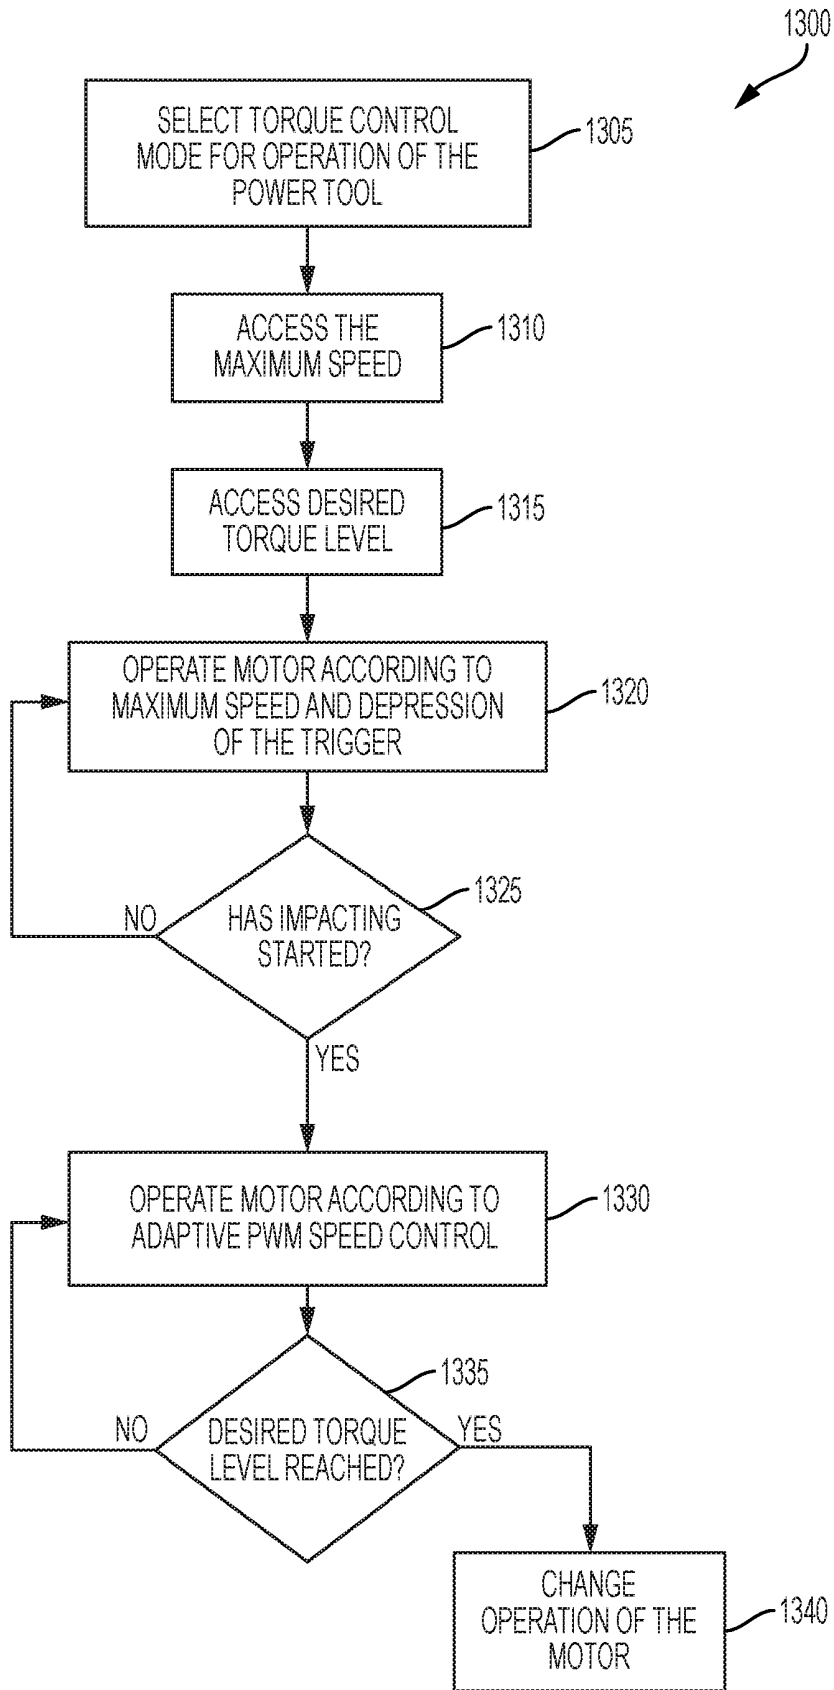 1300
SELECT TORQUE CONTROL
MODE FOR OPERATION OF THE
POWER TOOL
1305
ACCESS THE
MAXIMUM SPEED
1310
ACCESS DESIRED
TORQUE LEVEL
1315
OPERATE MOTOR ACCORDING TO
MAXIMUM SPEED AND DEPRESSION
OF THE TRIGGER
1320
HAS IMPACTING
STARTED?
1325
NO
YES
OPERATE MOTOR ACCORDING TO
ADAPTIVE PWM SPEED CONTROL
1330
DESIRED TORQUE
LEVEL REACHED?
1335
NO
YES
CHANGE
OPERATION OF THE
MOTOR
1340